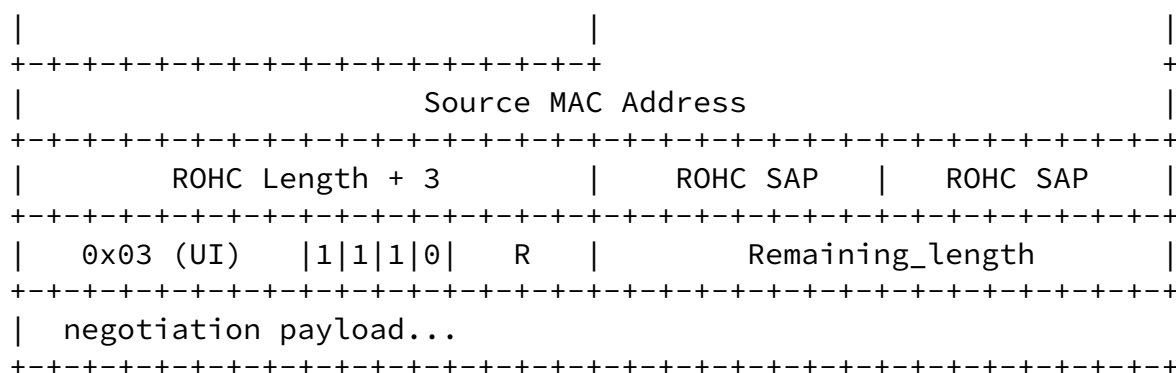 |                               |                               |
+-+-+-+-+-+-+-+-+-+-+-+-+-+-+-+-+                               +
|                      Source MAC Address                       |
+-+-+-+-+-+-+-+-+-+-+-+-+-+-+-+-+-+-+-+-+-+-+-+-+-+-+-+-+-+-+-+-+
|        ROHC Length + 3        |    ROHC SAP   |  ROHC SAP     |
+-+-+-+-+-+-+-+-+-+-+-+-+-+-+-+-+-+-+-+-+-+-+-+-+-+-+-+-+-+-+-+-+
|   0x03 (UI)   |1|1|1|0|   R   |        Remaining_length       |
+-+-+-+-+-+-+-+-+-+-+-+-+-+-+-+-+-+-+-+-+-+-+-+-+-+-+-+-+-+-+-+-+
|  negotiation payload...
+-+-+-+-+-+-+-+-+-+-+-+-+-+-+-+-+-+-+-+-+-+-+-+-+-+-+-+-+-+-+-+-+